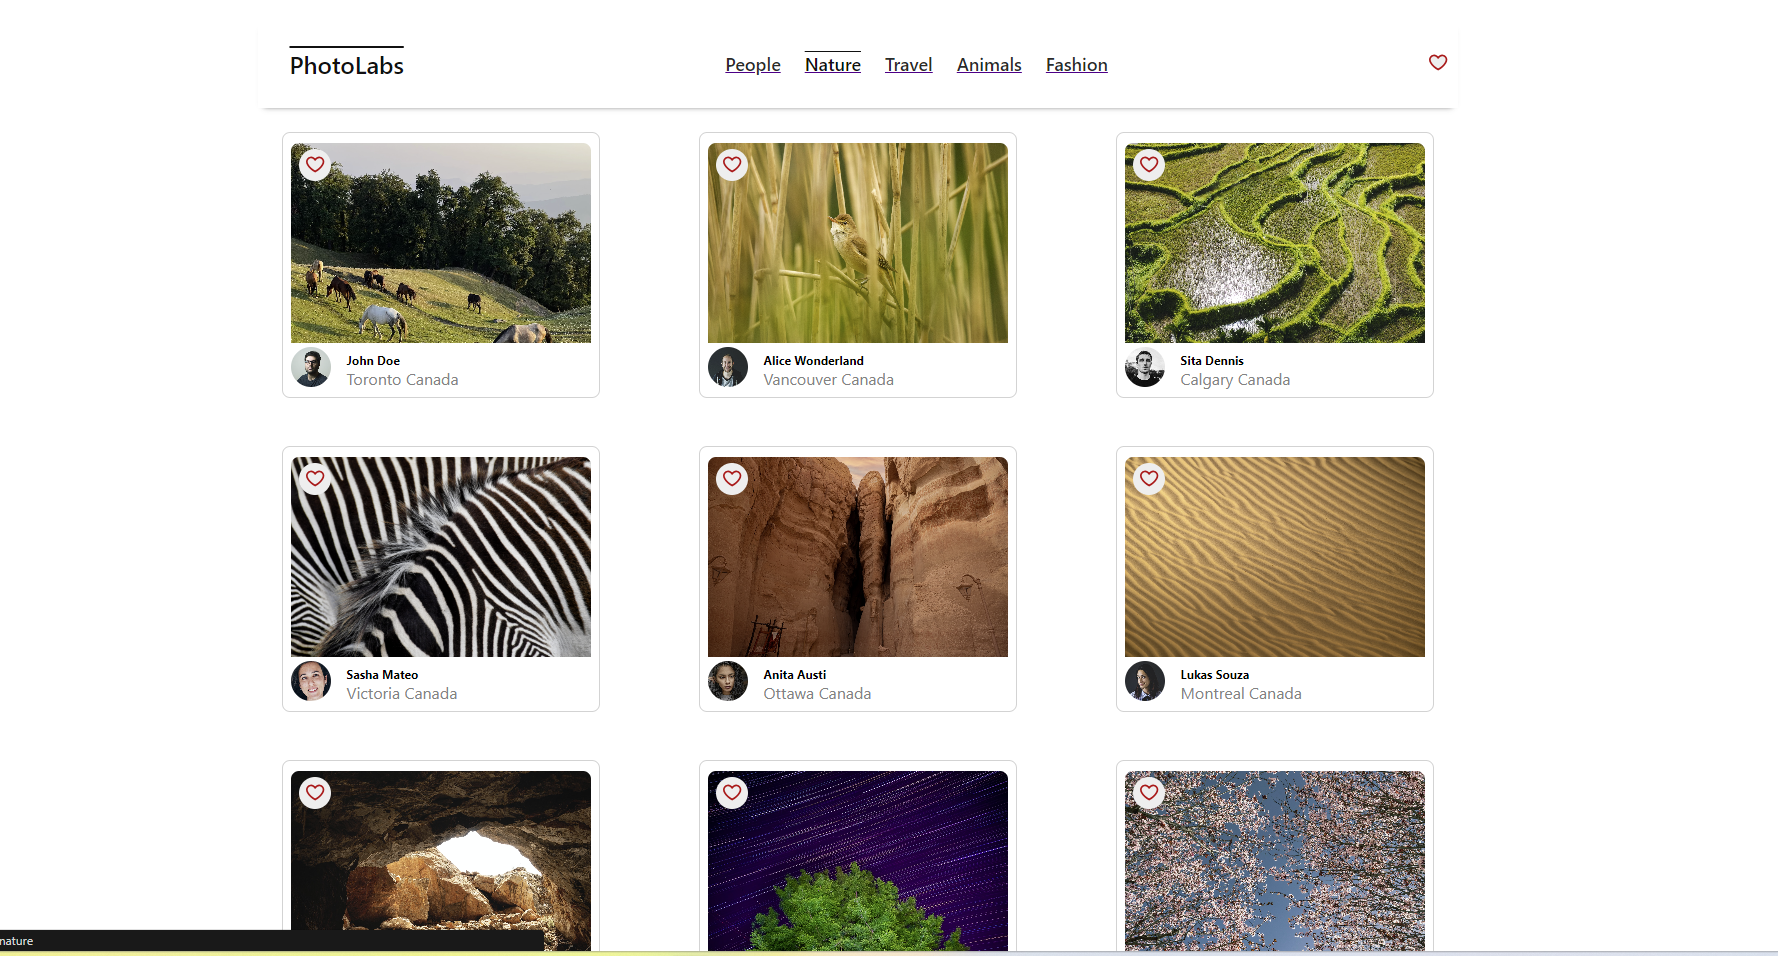 PhotoLabs
People Nature Travel Animals Fashion
John Doe
Toronto Canada
Alice Wonderland
Vancouver Canada
Sita Dennis
Calgary Canada
Sasha Mateo
Victoria Canada
Anita Austi
Ottawa Canada
Lukas Souza
Montreal Canada
nature